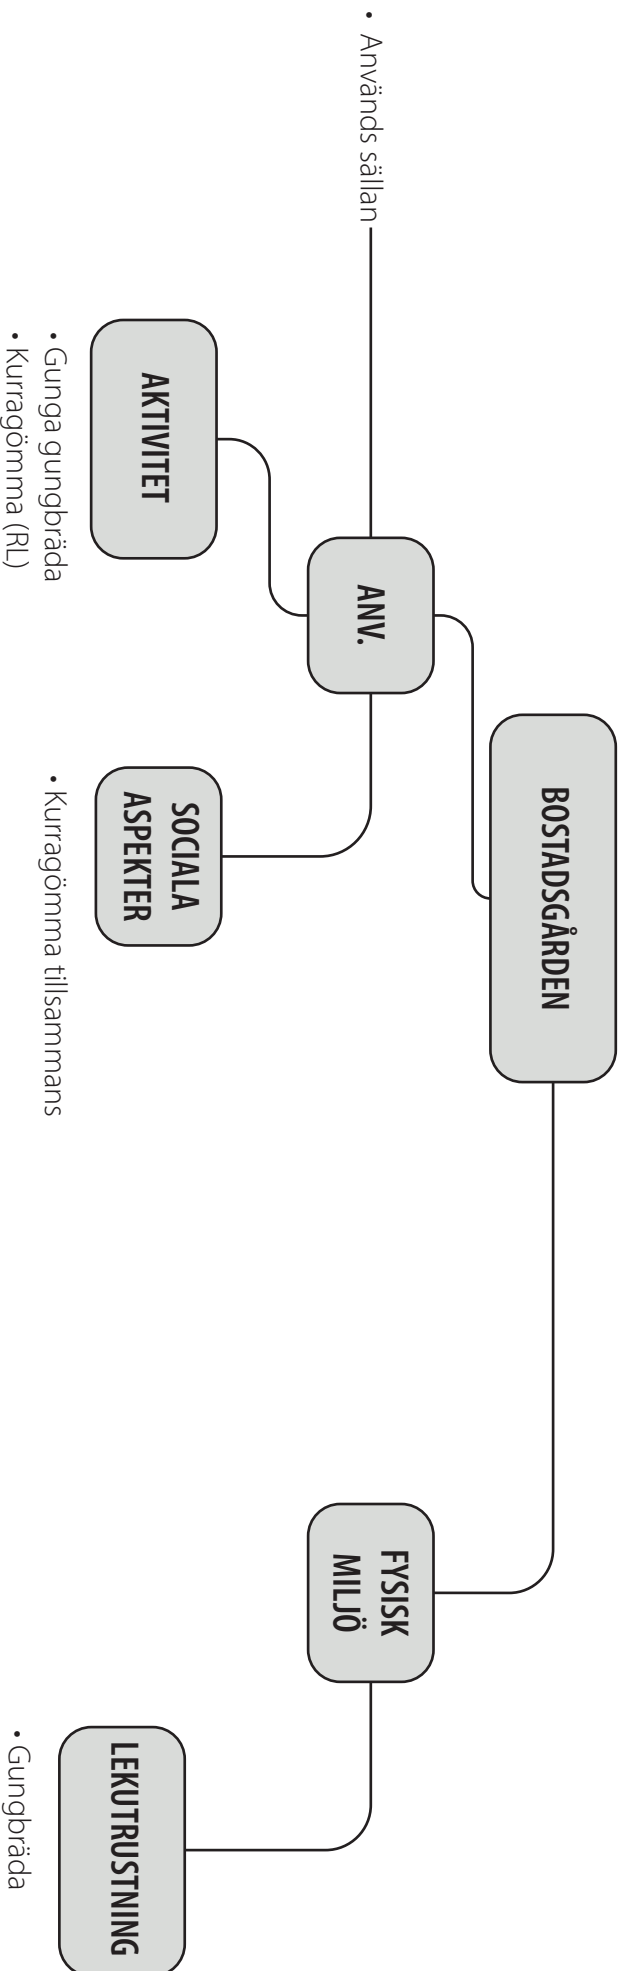 BOSTADSGÅRDEN
ANV.
• Används sällan
FYSISK
MILJÖ
AKTIVITET
• Gunga gungbräda
• Kurragömma (RL)
SOCIALA
ASPEKTER
• Kurragömma tillsammans
LEKUTRUSTNING
• Gungbräda